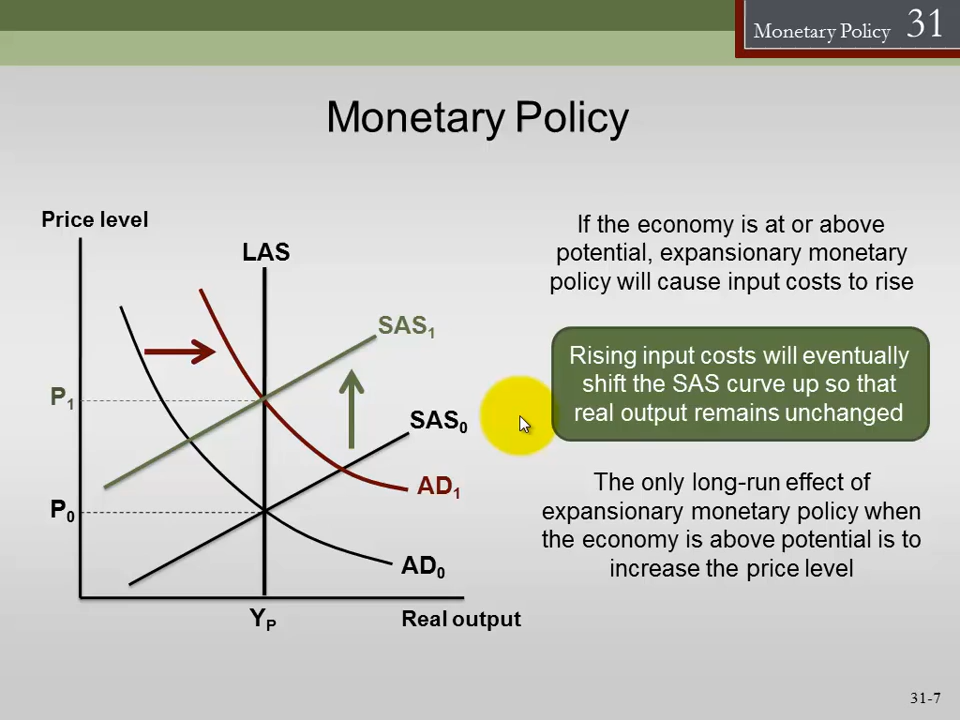 Monetary Policy 31
Monetary Policy
Price level
LAS
SAS₁
P₁
SAS₀
AD₁
P₀
AD₀
Y_P
Real output
If the economy is at or above
potential, expansionary monetary
policy will cause input costs to rise
Rising input costs will eventually
shift the SAS curve up so that
real output remains unchanged
The only long-run effect of
expansionary monetary policy when
the economy is above potential is to
increase the price level
31-7